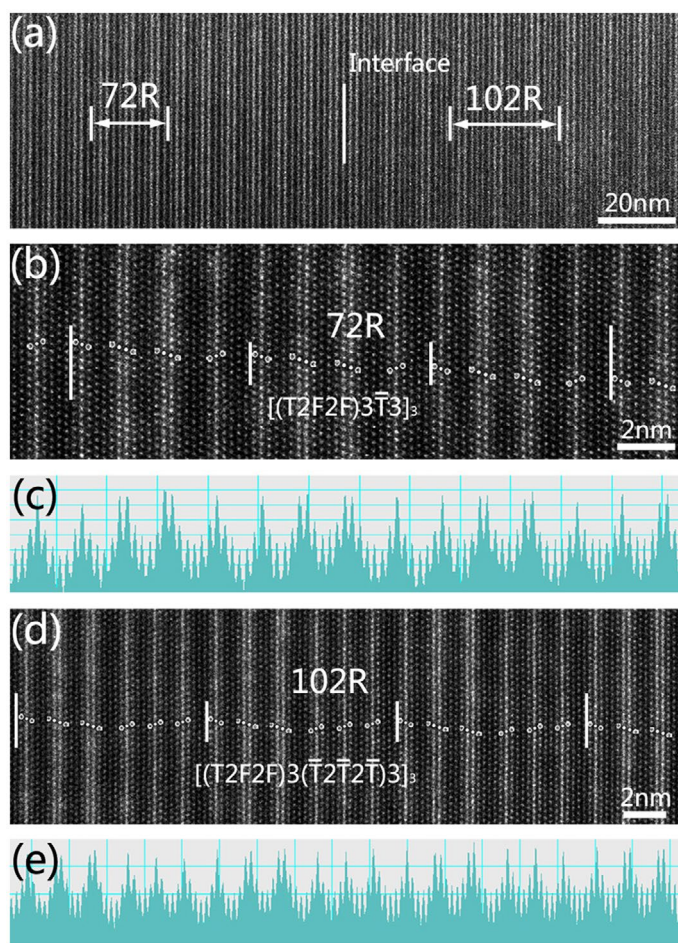 (a)
Interface
72R
102R
20nm
(b)
72R
[(T2F2F)3T̅3]₃
2nm
(c)
(d)
102R
[(T2F2F)3(T̅2T̅2T̅)3]₃
2nm
(e)